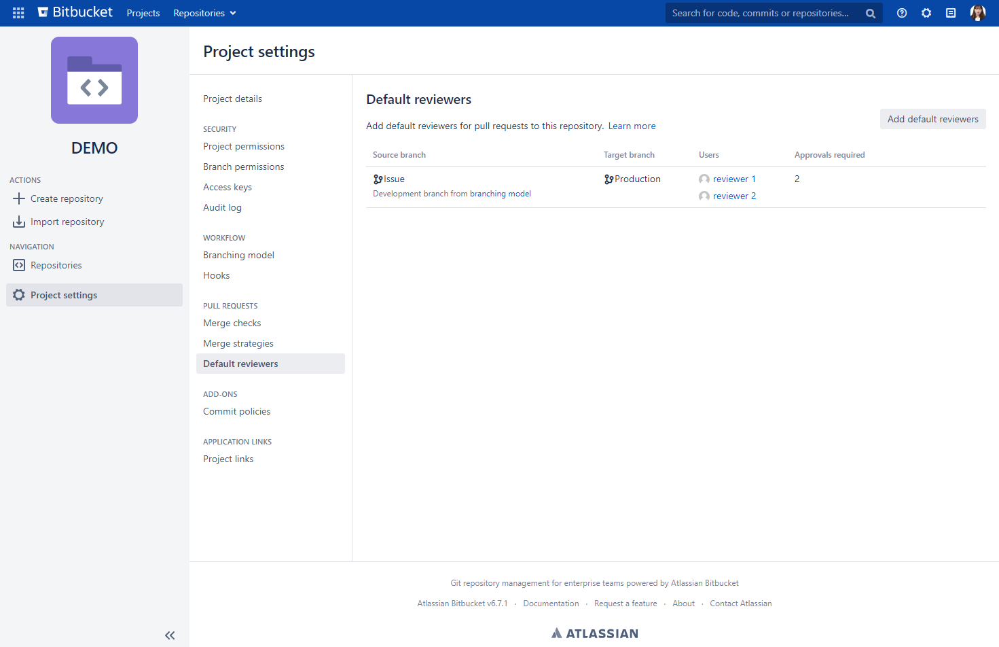 Bitbucket Projects Repositories Search for code, commits or repositories...
DEMO
ACTIONS
Create repository
Import repository
NAVIGATION
Repositories
Project settings
Project settings
Project details
SECURITY
Project permissions
Branch permissions
Access keys
Audit log
WORKFLOW
Branching model
Hooks
PULL REQUESTS
Merge checks
Merge strategies
Default reviewers
ADD-ONS
Commit policies
APPLICATION LINKS
Project links
Default reviewers
Add default reviewers for pull requests to this repository. Learn more
Add default reviewers
Source branch Target branch Users Approvals required
Issue Production reviewer 1 2
Development branch from branching model reviewer 2
Git repository management for enterprise teams powered by Atlassian Bitbucket
Atlassian Bitbucket v6.7.1 · Documentation · Request a feature · About · Contact Atlassian
ATLASSIAN